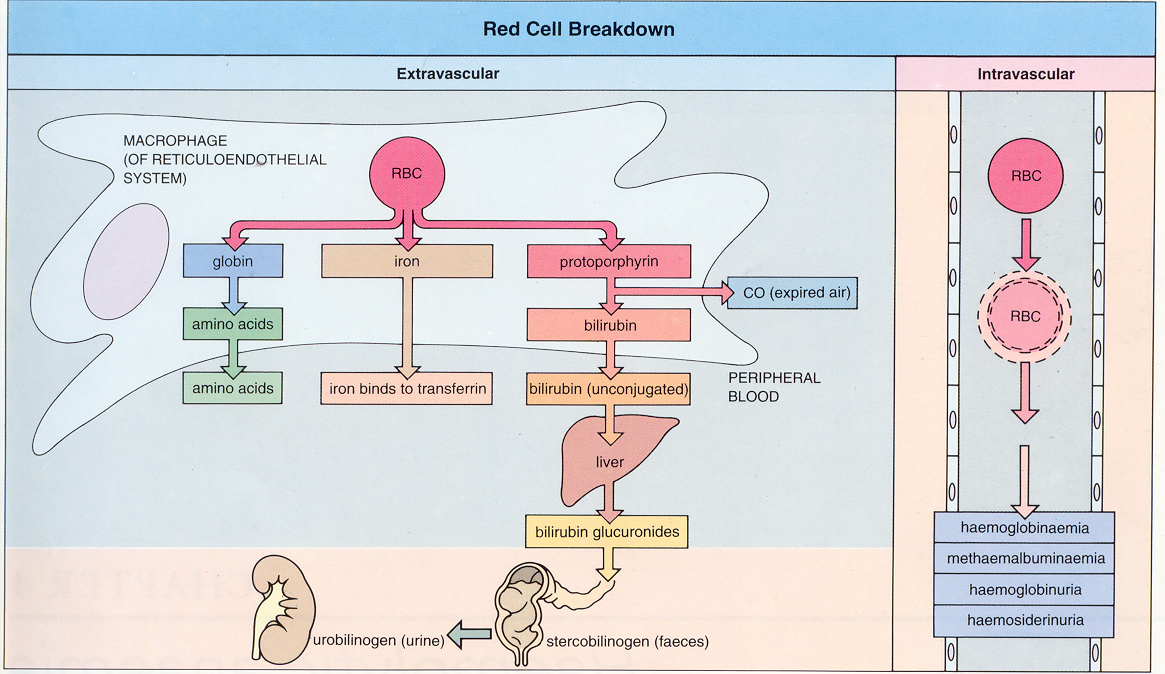 Red Cell Breakdown
Extravascular
Intravascular
MACROPHAGE
(OF RETICULOENDOTHELIAL
SYSTEM)
RBC
globin
iron
protoporphyrin
CO (expired air)
amino acids
bilirubin
amino acids
iron binds to transferrin
bilirubin (unconjugated)
PERIPHERAL
BLOOD
liver
bilirubin glucuronides
urobilinogen (urine)
stercobilinogen (faeces)
RBC
RBC
haemoglobinaemia
methaemalbuminaemia
haemoglobinuria
haemosiderinuria
CHAPTER 4